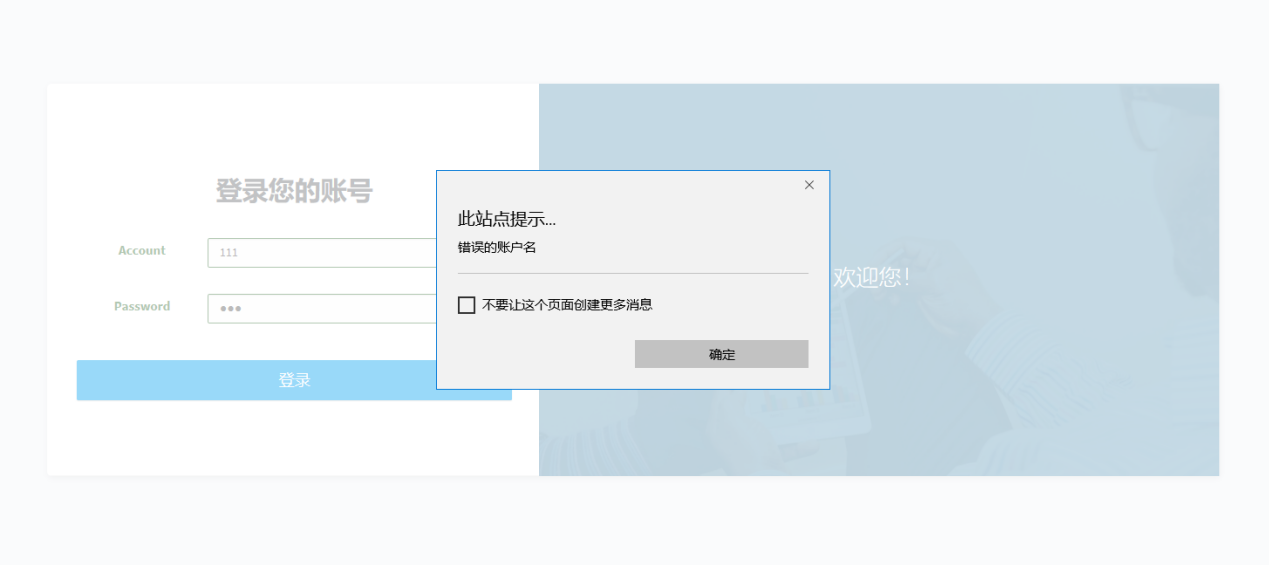 登录您的账号
Account
111
Password
●●●
登录
此站点提示...
错误的账户名
不要让这个页面创建更多消息
确定
欢迎您!